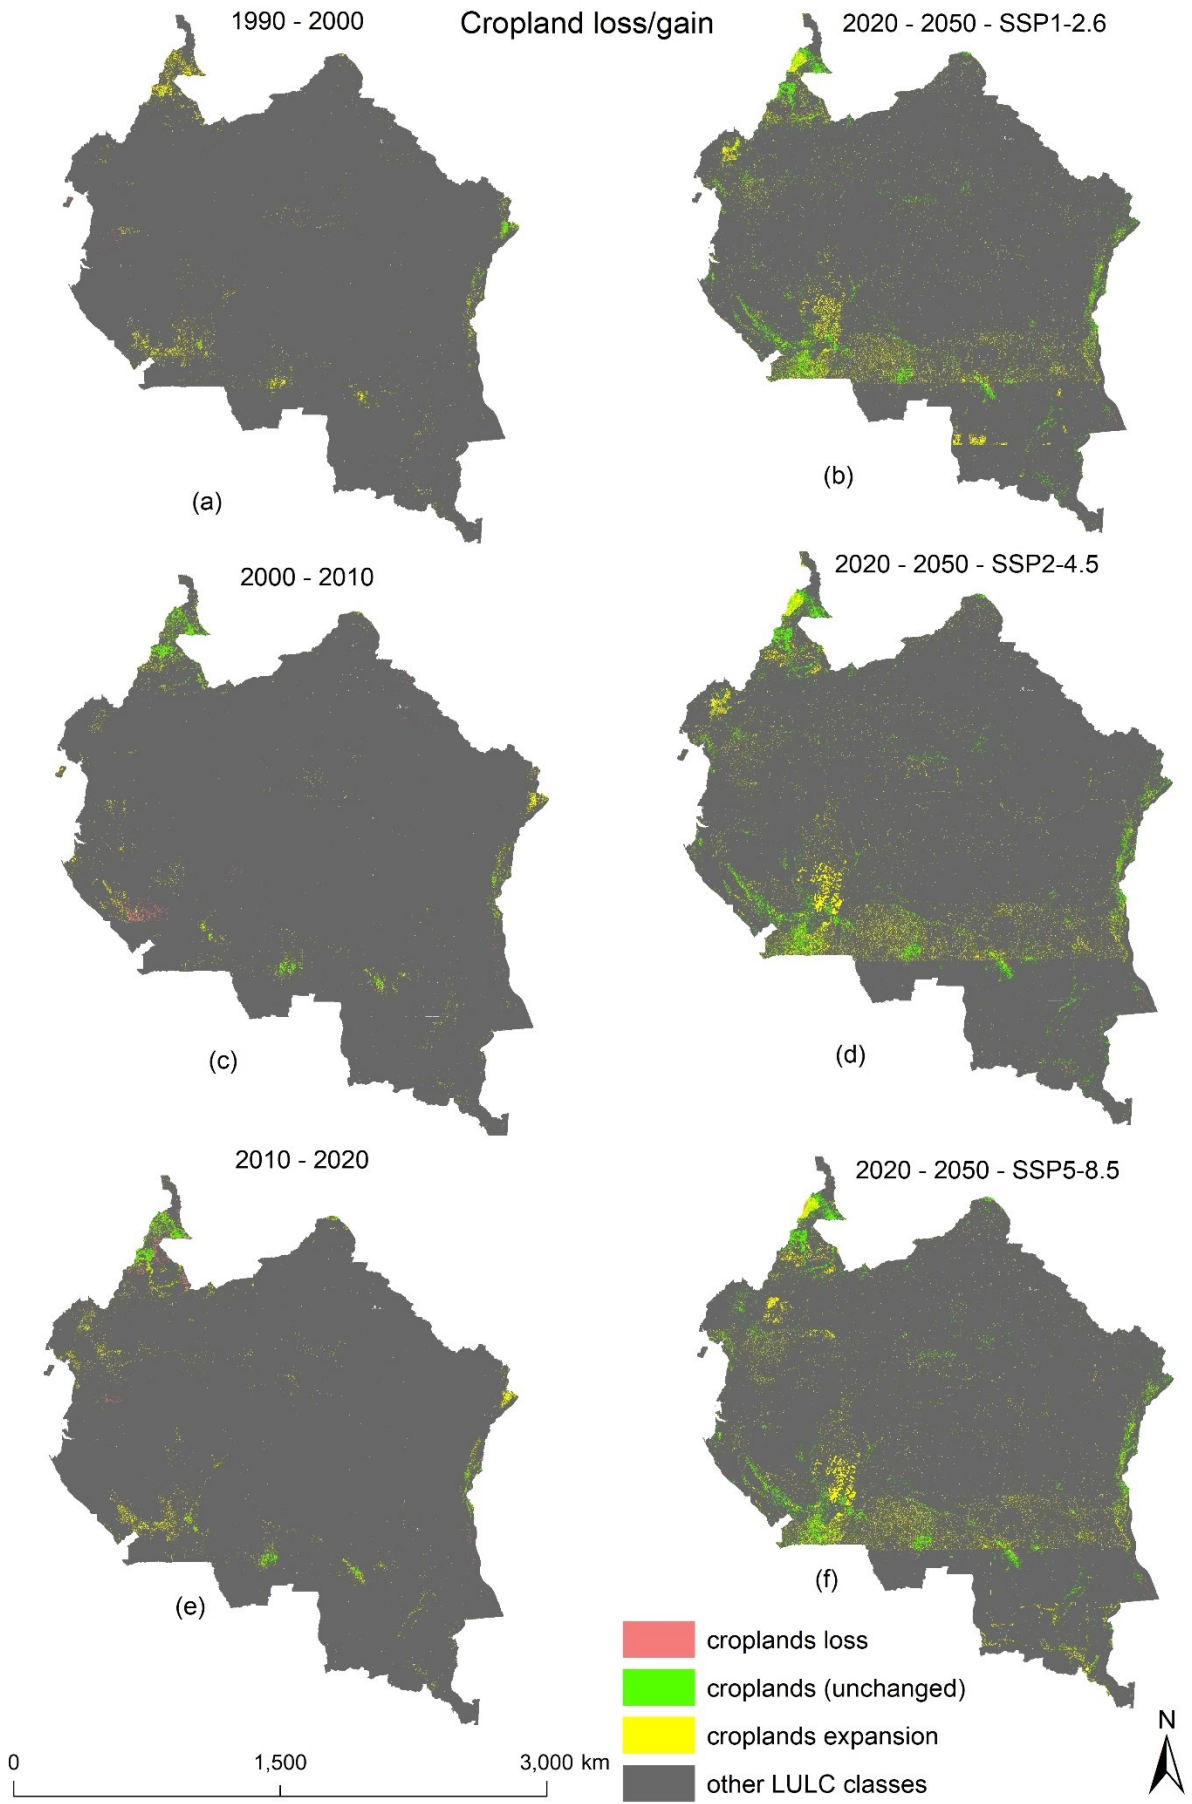 Cropland loss/gain
1990 - 2000
2020 - 2050 - SSP1-2.6
(a)
(b)
2000 - 2010
2020 - 2050 - SSP2-4.5
(c)
(d)
2010 - 2020
2020 - 2050 - SSP5-8.5
(e)
(f)
croplands loss
croplands (unchanged)
croplands expansion
other LULC classes
0 1,500 3,000 km
N